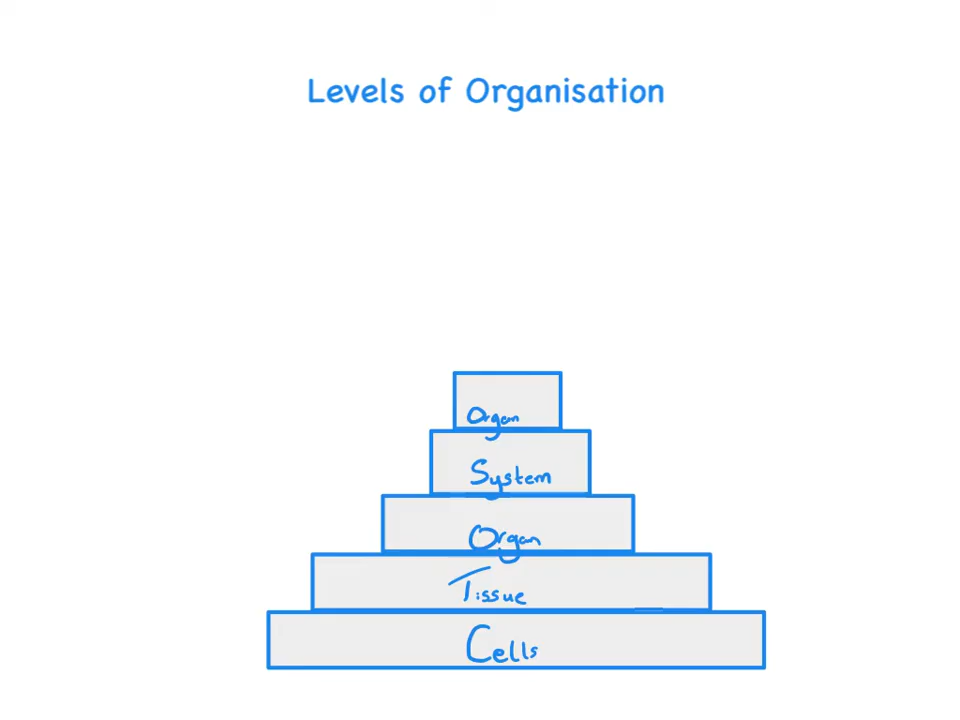 Levels of Organisation
Organ
System
Organ
Tissue
Cells